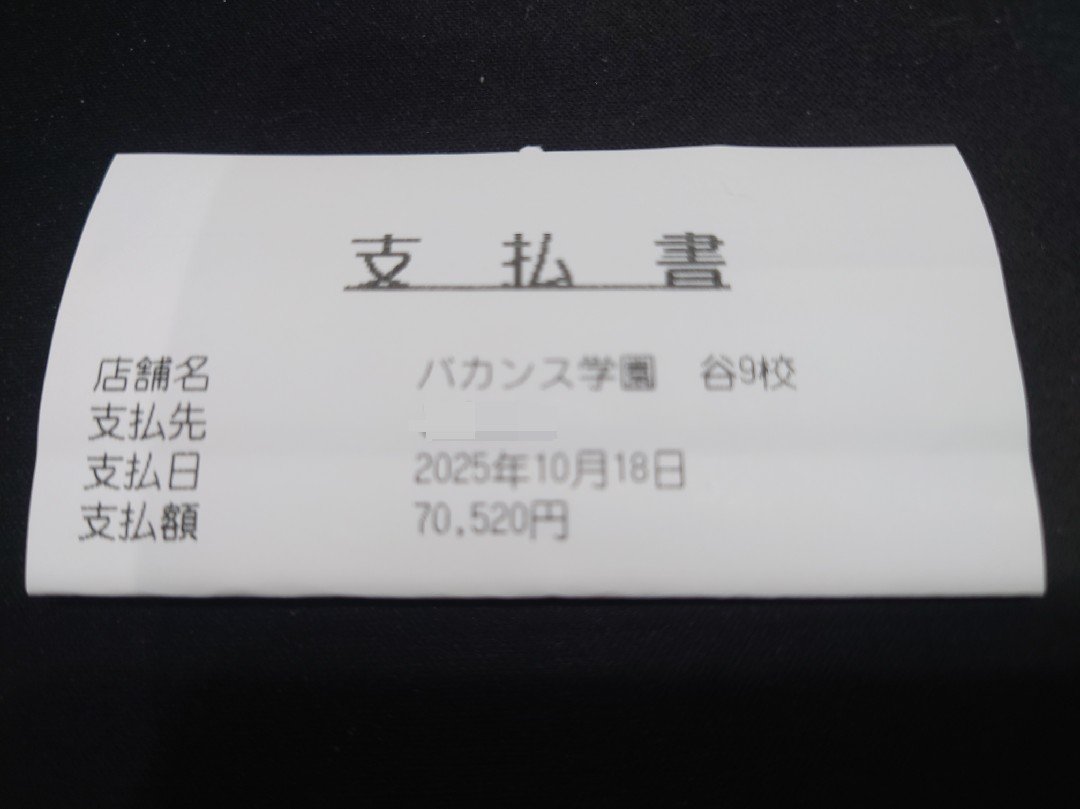 支払書
店舗名 バカンス学園 谷9校
支払先
支払日 2025年10月18日
支払額 70,520円